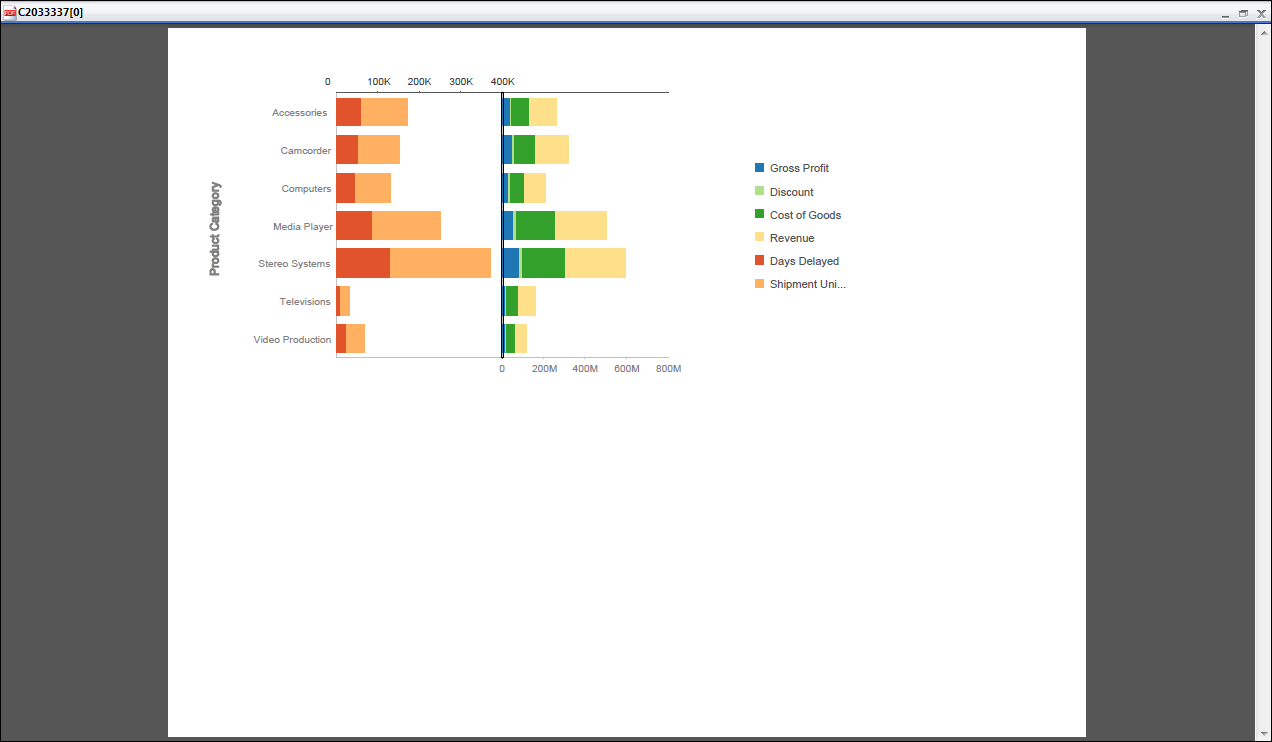 C2033337[0]
0 100K 200K 300K 400K
Product Category
Accessories
Camcorder
Computers
Media Player
Stereo Systems
Televisions
Video Production
0 200M 400M 600M 800M
Gross Profit
Discount
Cost of Goods
Revenue
Days Delayed
Shipment Uni...